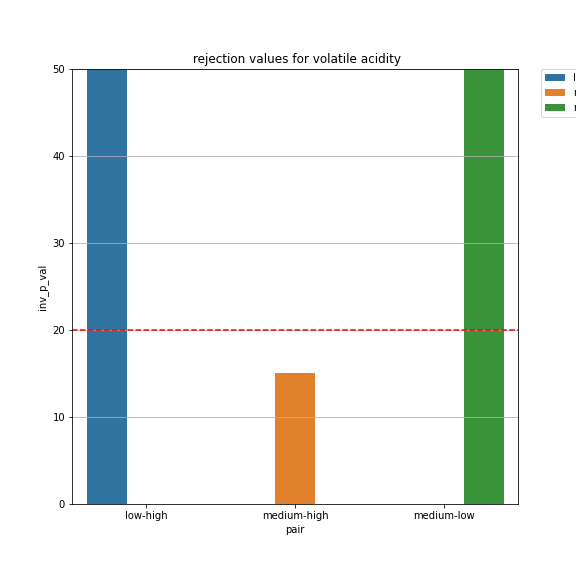 rejection values for volatile acidity
50
40
30
20
10
0
inv_p_val
low-high
medium-high
medium-low
pair